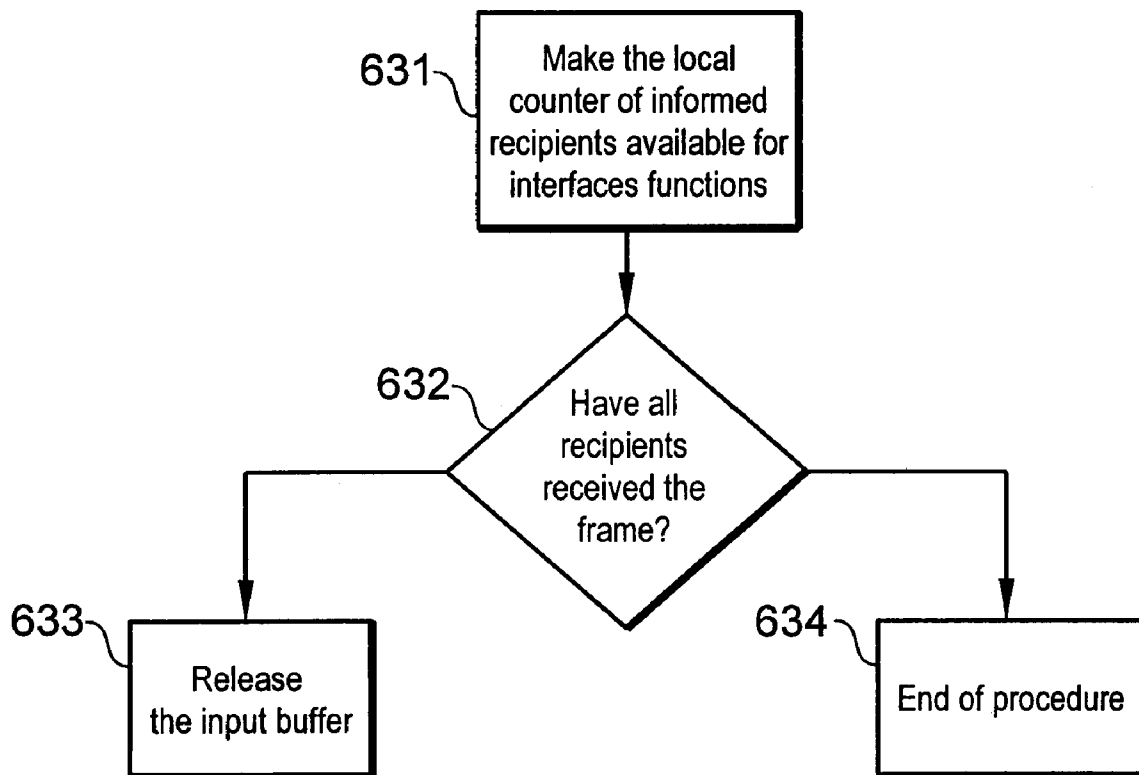 631
Make the local
counter of informed
recipients available for
interfaces functions
632
Have all
recipients
received the
frame?
633
Release
the input buffer
634
End of procedure